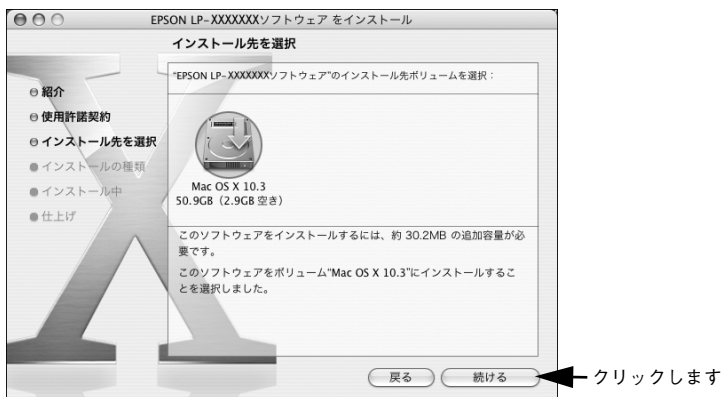 EPSON LP-XXXXXXXソフトウェア をインストール
インストール先を選択
"EPSON LP-XXXXXXXソフトウェア"のインストール先ボリュームを選択：
紹介
使用許諾契約
インストール先を選択
インストールの種類
インストール中
仕上げ
Mac OS X 10.3
50.9GB（2.9GB 空き）
このソフトウェアをインストールするには、約 30.2MB の追加容量が必
要です。
このソフトウェアをボリューム"Mac OS X 10.3"にインストールするこ
とを選択しました。
戻る
続ける
クリックします